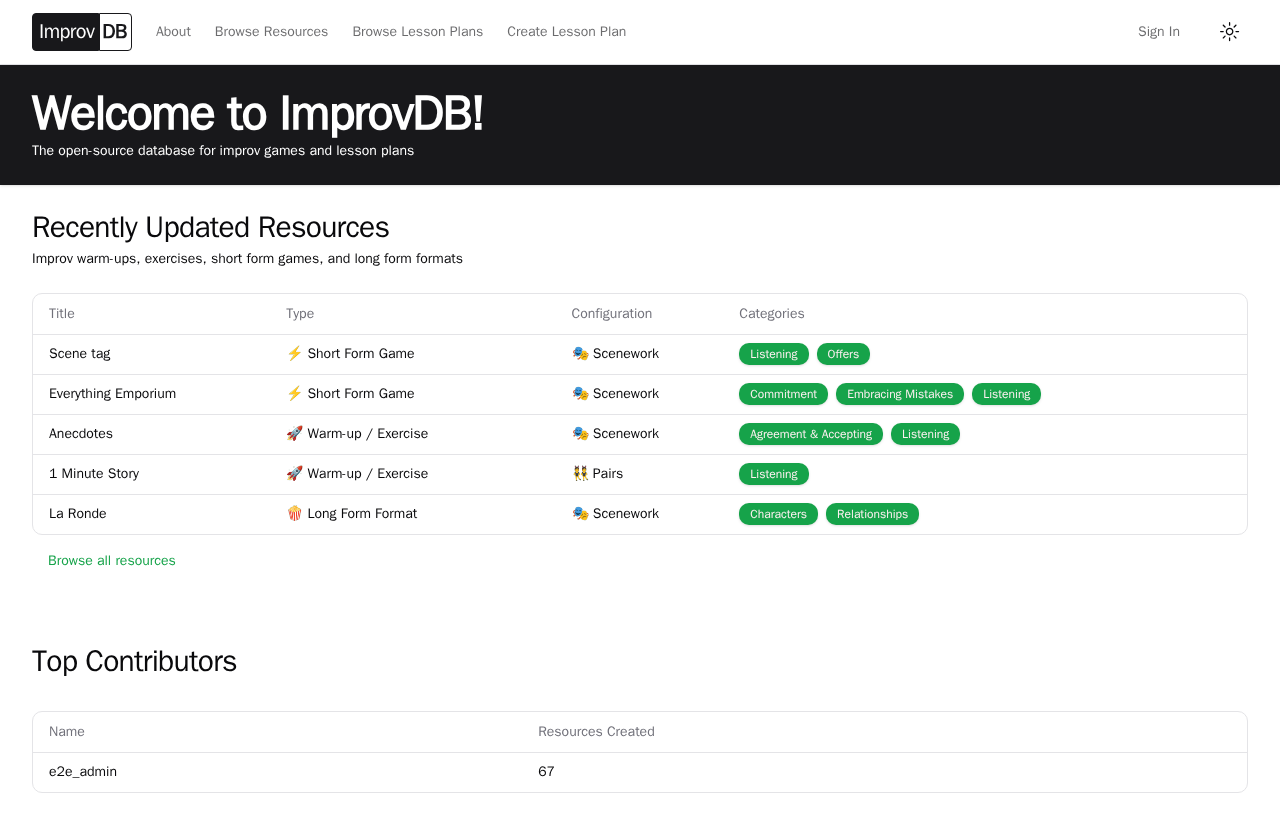 Improv DB About Browse Resources Browse Lesson Plans Create Lesson Plan Sign In
Welcome to ImprovDB!
The open-source database for improv games and lesson plans
Recently Updated Resources
Improv warm-ups, exercises, short form games, and long form formats
Title Type Configuration Categories
Scene tag ⚡ Short Form Game 🎭 Scenework Listening Offers
Everything Emporium ⚡ Short Form Game 🎭 Scenework Commitment Embracing Mistakes Listening
Anecdotes 🚀 Warm-up / Exercise 🎭 Scenework Agreement & Accepting Listening
1 Minute Story 🚀 Warm-up / Exercise 👯 Pairs Listening
La Ronde 🍿 Long Form Format 🎭 Scenework Characters Relationships
Browse all resources
Top Contributors
Name Resources Created
e2e_admin 67